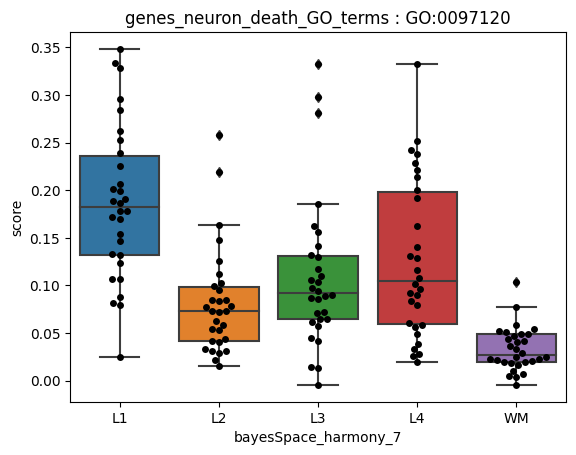 genes_neuron_death_GO_terms : GO:0097120
0.35
0.30
0.25
0.20
0.15
0.10
0.05
0.00
score
L1 L2 L3 L4 WM
bayesSpace_harmony_7